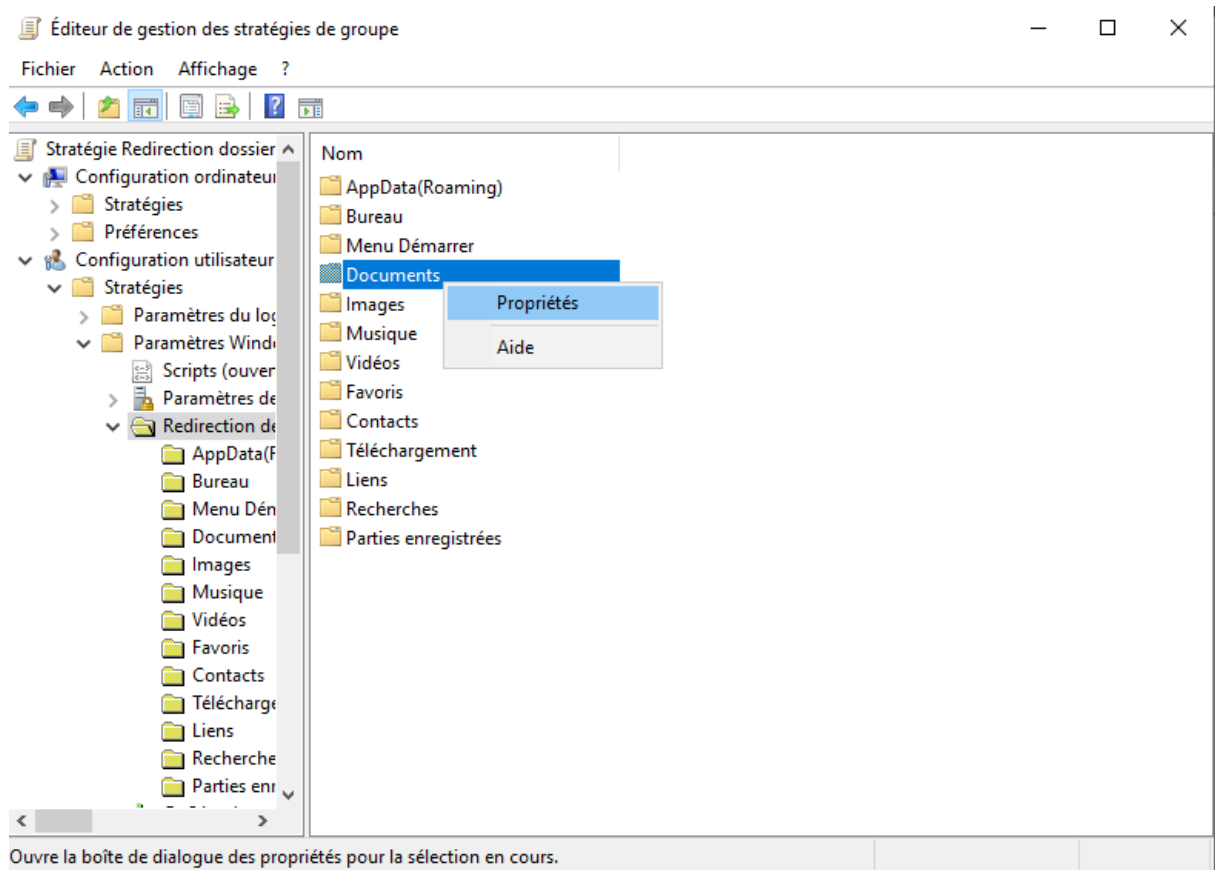 Éditeur de gestion des stratégies de groupe
Fichier Action Affichage ?
Stratégie Redirection dossier
Configuration ordinateur
Stratégies
Préférences
Configuration utilisateur
Stratégies
Paramètres du log
Paramètres Wind
Scripts (ouver
Paramètres de
Redirection de
AppData(R
Bureau
Menu Dén
Document
Images
Musique
Vidéos
Favoris
Contacts
Télécharge
Liens
Recherche
Parties enr
Nom
AppData(Roaming)
Bureau
Menu Démarrer
Documents
Images
Musique
Vidéos
Favoris
Contacts
Téléchargement
Liens
Recherches
Parties enregistrées
Propriétés
Aide
Ouvre la boîte de dialogue des propriétés pour la sélection en cours.